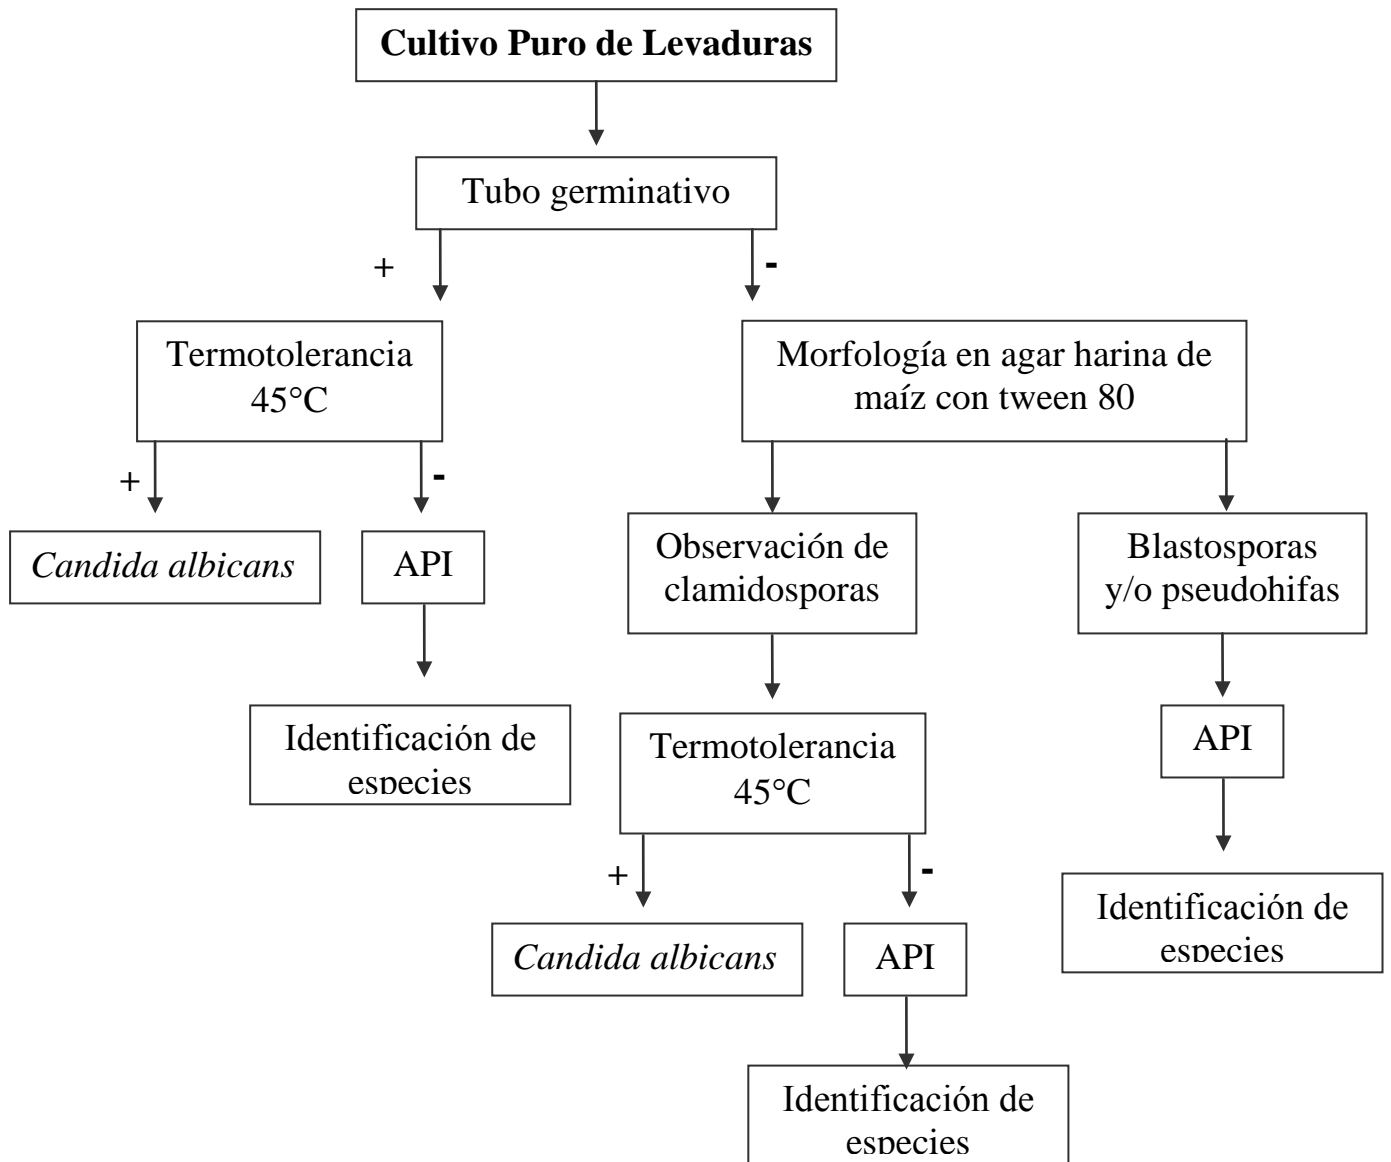 Cultivo Puro de Levaduras
Tubo germinativo
+
-
Termotolerancia
45°C
Morfología en agar harina de
maíz con tween 80
+
-
Candida albicans
API
Observación de
clamidosporas
Blastosporas
y/o pseudohifas
Identificación de
especies
Termotolerancia
45°C
API
+
-
Candida albicans
API
Identificación de
especies
Identificación de
especies